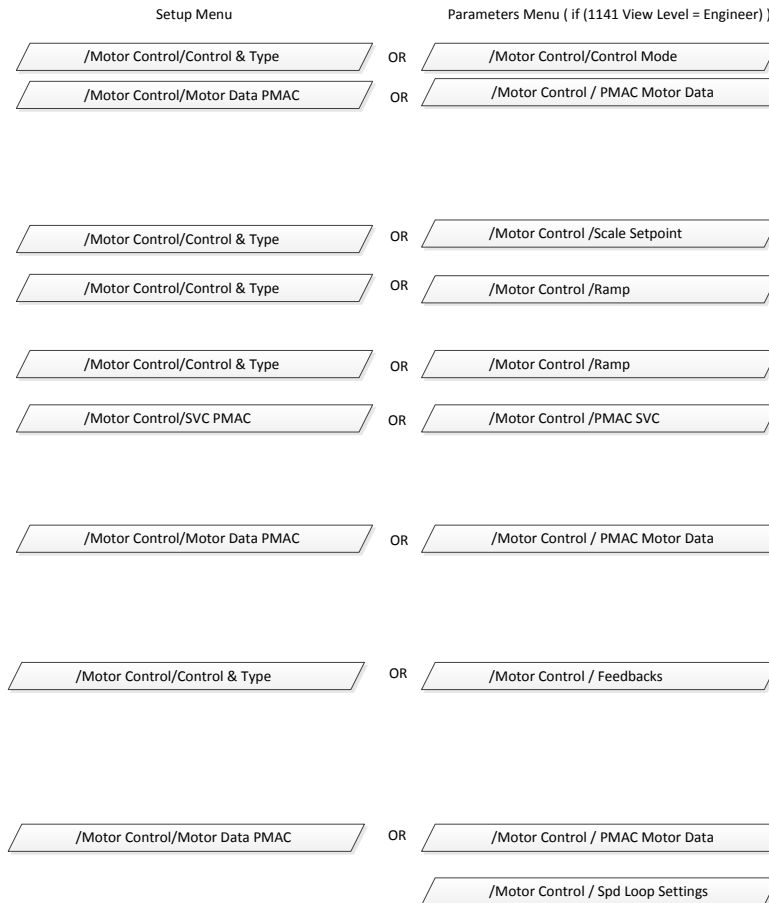 Setup Menu Parameters Menu ( if (1141 View Level = Engineer) )
/Motor Control/Control & Type OR /Motor Control/Control Mode
/Motor Control/Motor Data PMAC OR /Motor Control / PMAC Motor Data
/Motor Control/Control & Type OR /Motor Control /Scale Setpoint
/Motor Control/Control & Type OR /Motor Control /Ramp
/Motor Control/Control & Type OR /Motor Control /Ramp
/Motor Control/SVC PMAC OR /Motor Control /PMAC SVC
/Motor Control/Motor Data PMAC OR /Motor Control / PMAC Motor Data
/Motor Control/Control & Type OR /Motor Control / Feedbacks
/Motor Control/Motor Data PMAC OR /Motor Control / PMAC Motor Data
/Motor Control / Spd Loop Settings